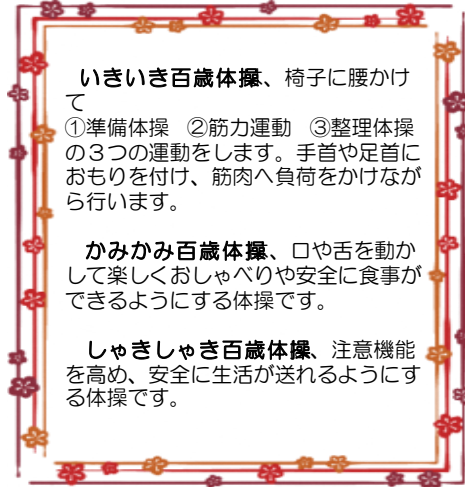 いきいき百歳体操、椅子に腰かけ
て
①準備体操　②筋力運動　③整理体操
の３つの運動をします。手首や足首に
おもりを付け、筋肉へ負荷をかけなが
ら行います。
かみかみ百歳体操、口や舌を動か
して楽しくおしゃべりや安全に食事が
できるようにする体操です。
しゃきしゃき百歳体操、注意機能
を高め、安全に生活が送れるようにす
る体操です。